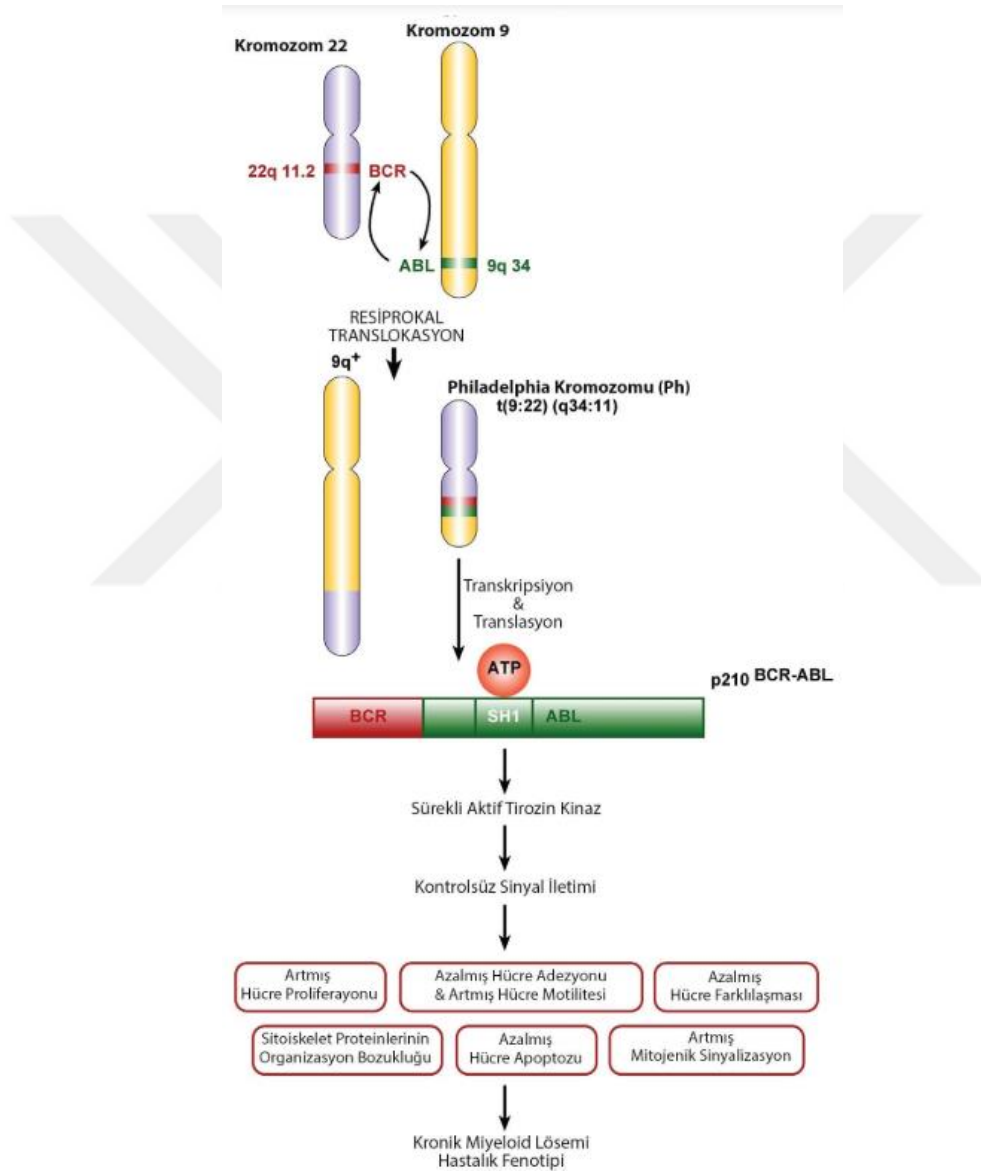 Kromozom 9
Kromozom 22
22q 11.2
BCR
ABL
9q 34
RESİPROKAL
TRANSLOKASYON
9q+
Philadelphia Kromozomu (Ph)
t(9:22) (q34:11)
Transkripsiyon
&
Translasyon
ATP
p210 BCR-ABL
BCR
SH1
ABL
Sürekli Aktif Tirozin Kinaz
Kontrolsüz Sinyal İletimi
Artmış
Hücre Proliferayonu
Azalmış Hücre Adezyonu
& Artmış Hücre Motilitesi
Azalmış
Hücre Farklılaşması
Sitoiskelet Proteinlerinin
Organizasyon Bozukluğu
Azalmış
Hücre Apoptozu
Artmış
Mitojenik Sinyalizasyon
Kronik Miyeloid Lösemi
Hastalık Fenotipi